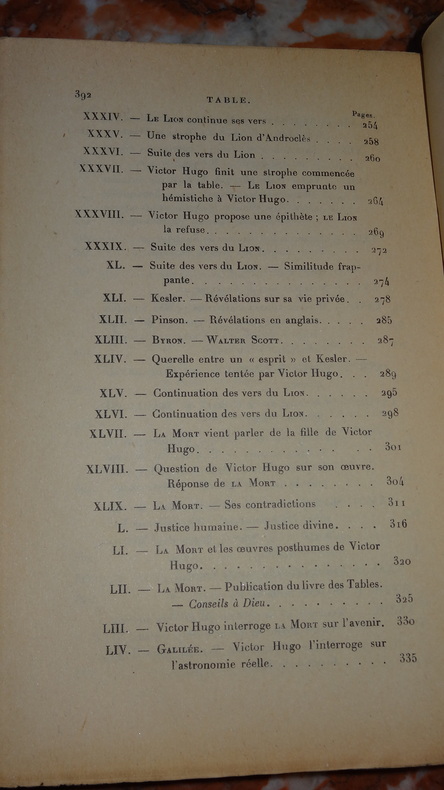 392
TABLE.
Pages.
XXXIV. — LE LION continue ses vers . . . . . . . . 254
XXXV. — Une strophe du Lion d'Androclès . . . . . 258
XXXVI. — Suite des vers du Lion . . . . . . . . . 260
XXXVII. — Victor Hugo finit une strophe commencée
par la table. — LE LION emprunte un
hémistiche à Victor Hugo. . . . . . . 264
XXXVIII. — Victor Hugo propose une épithète ; LE LION
la refuse. . . . . . . . . . . . . . 269
XXXIX. — Suite des vers du LION. . . . . . . . . 272
XL. — Suite des vers du LION. — Similitude frap-
pante. . . . . . . . . . . . . . . 274
XLI. — Kesler. — Révélations sur sa vie privée. . 278
XLII. — Pinson. — Révélations en anglais. . . . . 285
XLIII. — BYRON. — WALTER SCOTT. . . . . . . . 287
XLIV. — Querelle entre un « esprit » et Kesler. —
Expérience tentée par Victor Hugo. . . 289
XLV. — Continuation des vers du LION. . . . . . 295
XLVI. — Continuation des vers du LION. . . . . . 298
XLVII. — LA MORT vient parler de la fille de Victor
Hugo. . . . . . . . . . . . . . . 301
XLVIII. — Question de Victor Hugo sur son œuvre.
Réponse de LA MORT . . . . . . . . 304
XLIX. — LA MORT. — Ses contradictions . . . . 311
L. — Justice humaine. — Justice divine. . . . 316
LI. — LA MORT et les œuvres posthumes de Victor
Hugo. . . . . . . . . . . . . . . 320
LII. — LA MORT. — Publication du livre des Tables.
— Conseils à Dieu. . . . . . . . . . 325
LIII. — Victor Hugo interroge LA MORT sur l'avenir. 330
LIV. — GALILÉE. — Victor Hugo l'interroge sur
l'astronomie réelle. . . . . . . . . . 335